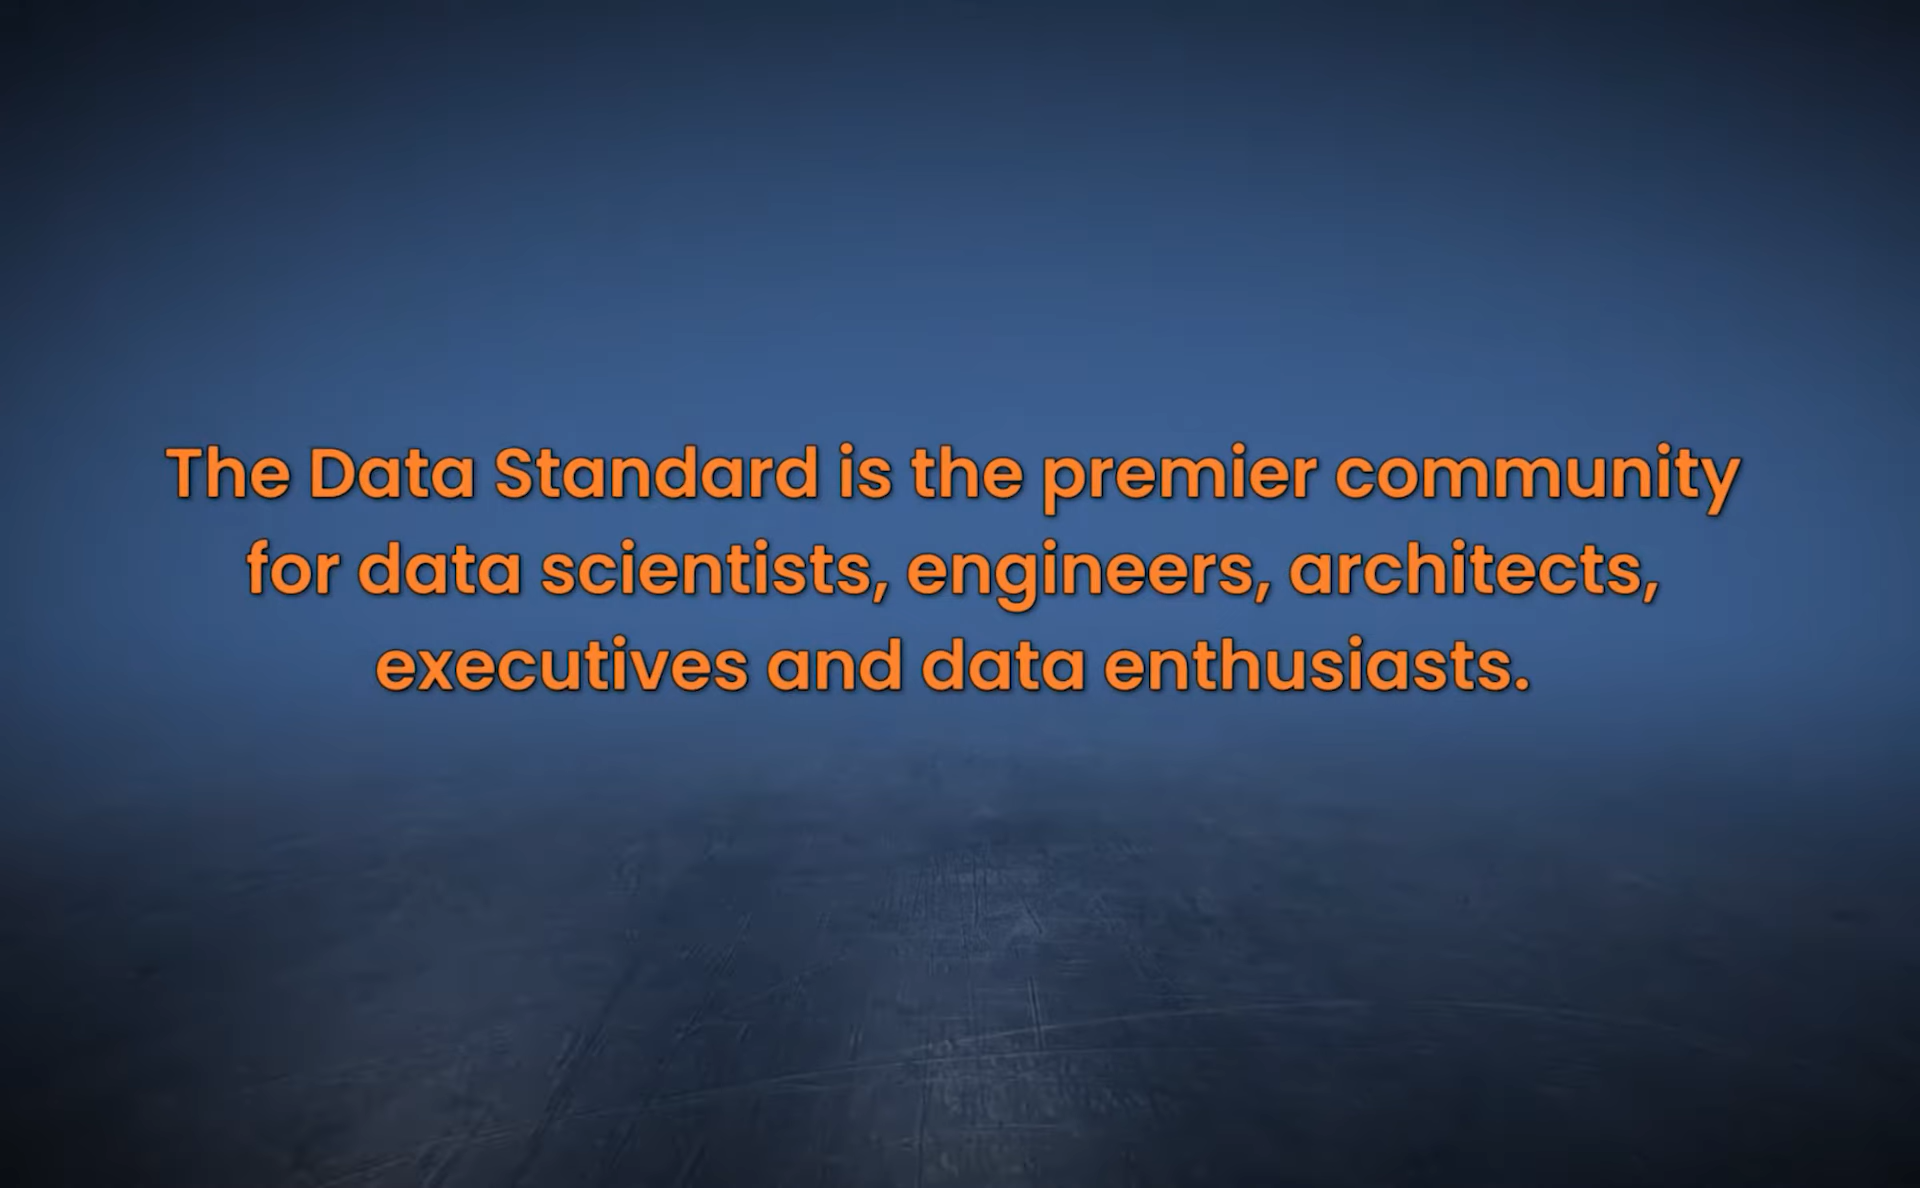 The Data Standard is the premier community
for data scientists, engineers, architects,
executives and data enthusiasts.